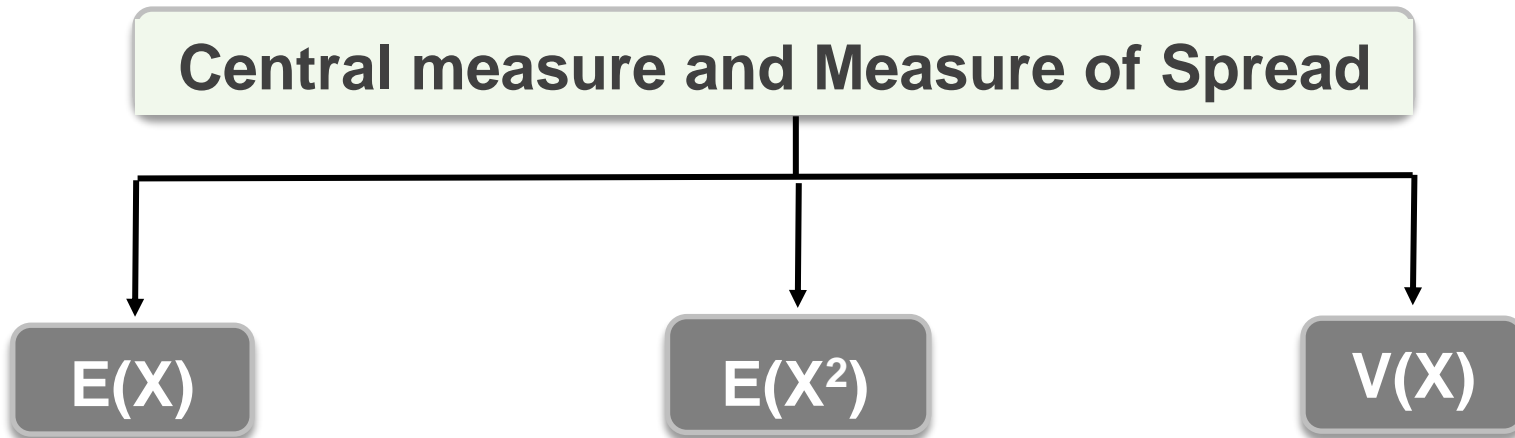 Central measure and Measure of Spread
E(X)
E(X²)
V(X)